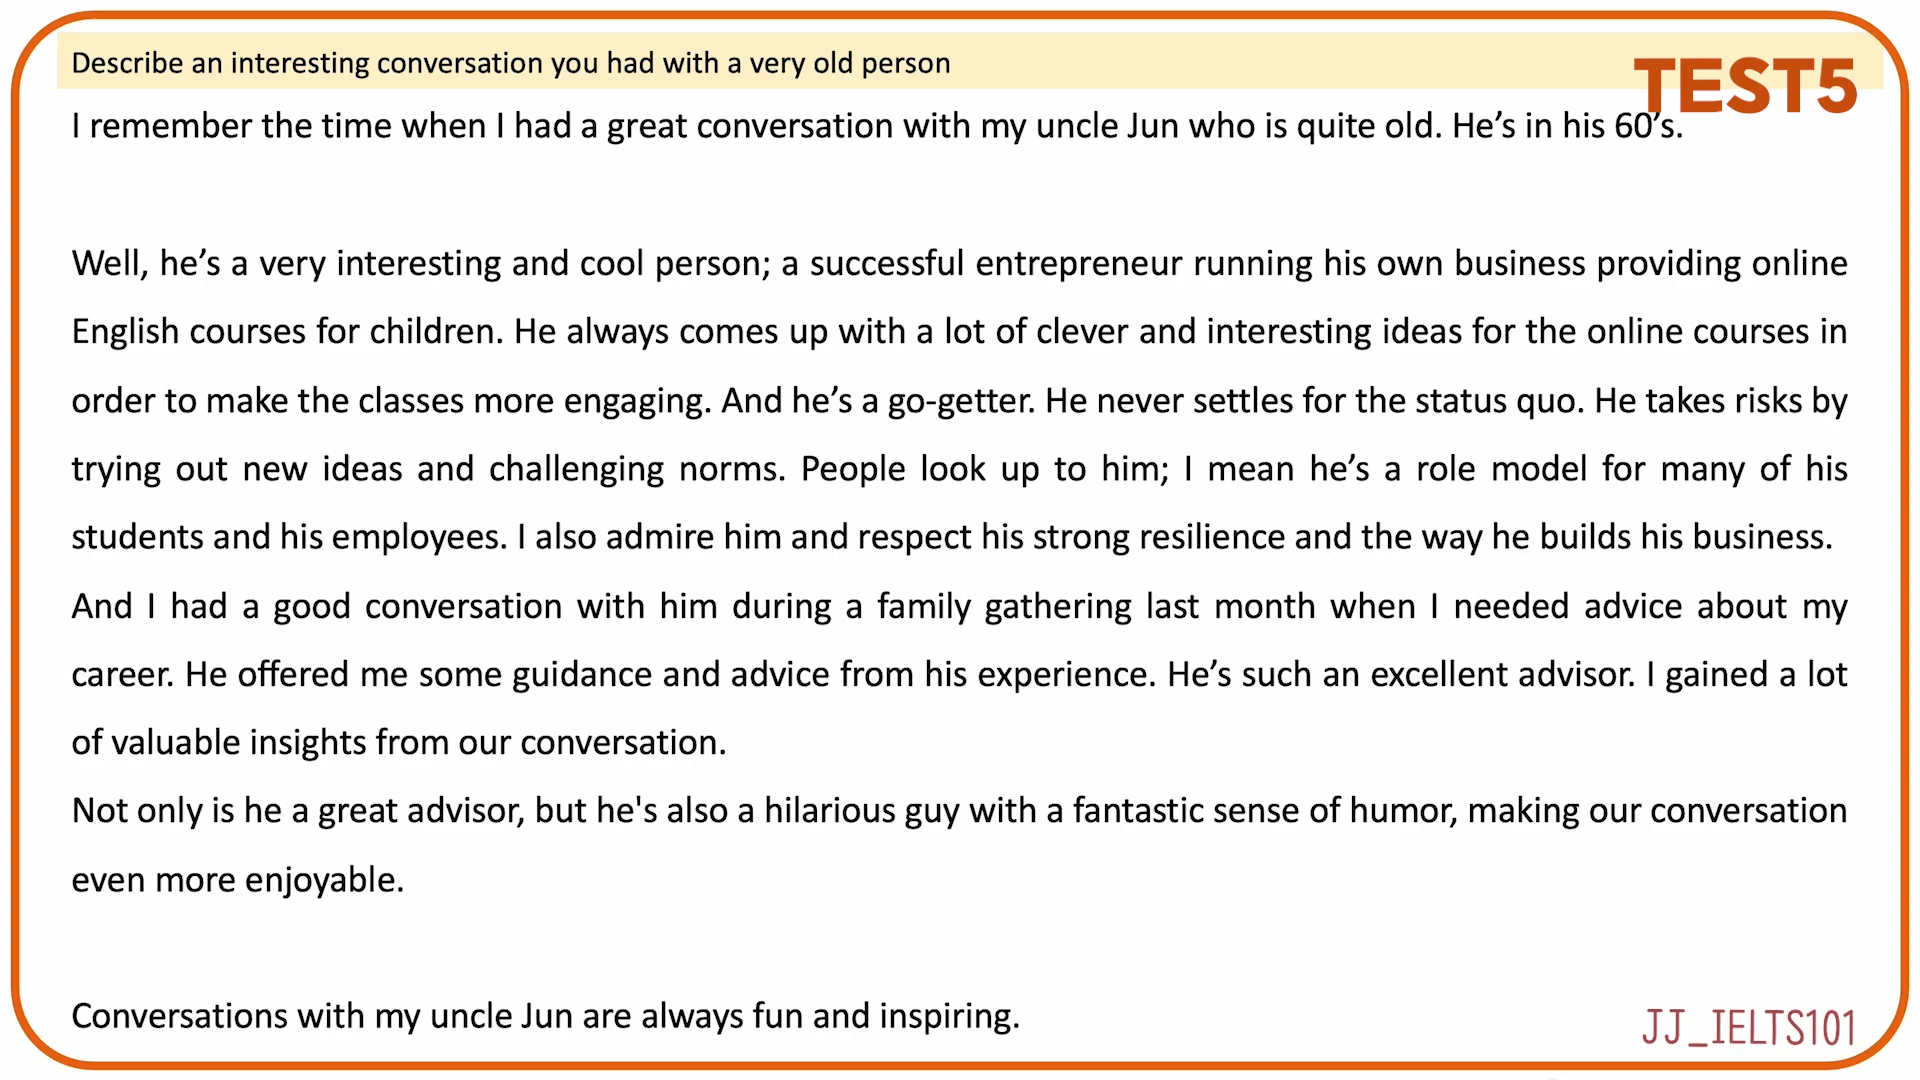 Describe an interesting conversation you had with a very old person
TEST5
I remember the time when I had a great conversation with my uncle Jun who is quite old. He’s in his 60’s.
Well, he’s a very interesting and cool person; a successful entrepreneur running his own business providing online
English courses for children. He always comes up with a lot of clever and interesting ideas for the online courses in
order to make the classes more engaging. And he’s a go-getter. He never settles for the status quo. He takes risks by
trying out new ideas and challenging norms. People look up to him; I mean he’s a role model for many of his
students and his employees. I also admire him and respect his strong resilience and the way he builds his business.
And I had a good conversation with him during a family gathering last month when I needed advice about my
career. He offered me some guidance and advice from his experience. He’s such an excellent advisor. I gained a lot
of valuable insights from our conversation.
Not only is he a great advisor, but he's also a hilarious guy with a fantastic sense of humor, making our conversation
even more enjoyable.
Conversations with my uncle Jun are always fun and inspiring.
JJ_IELTS101